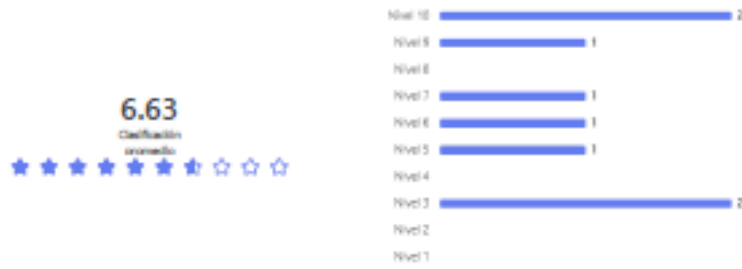 6.63
Clasificación
promedio
Nivel 10 2
Nivel 9 1
Nivel 8
Nivel 7 1
Nivel 6 1
Nivel 5 1
Nivel 4
Nivel 3 2
Nivel 2
Nivel 1